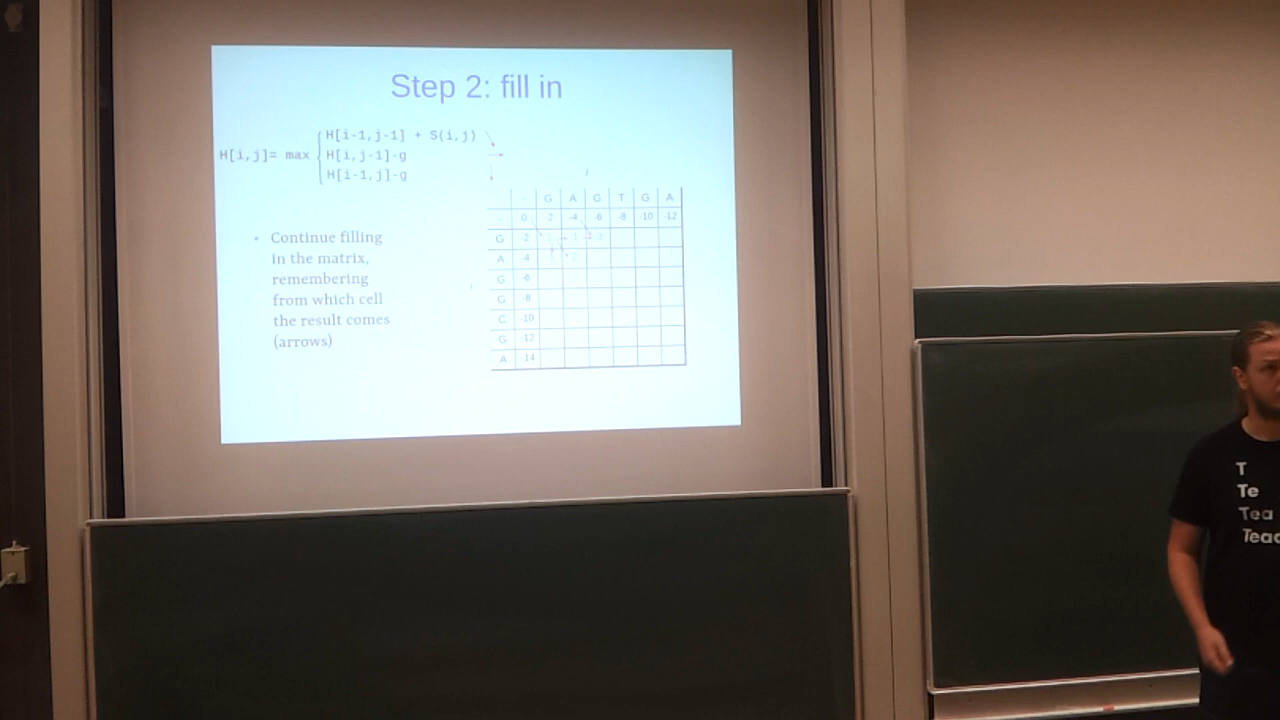 Step 2: fill in
H[i-1,j-1] + S(i,j)
H[i,j]= max
H[i,j-1]-g
H[i-1,j]-g
- G A G T G A
- 0 2 -4 -6 -8 -10 -12
G 2
A -4
G -6
G -8
C -10
G 12
A 14
• Continue filling
in the matrix,
remembering
from which cell
the result comes
(arrows)
T
Te
Tea
Teac